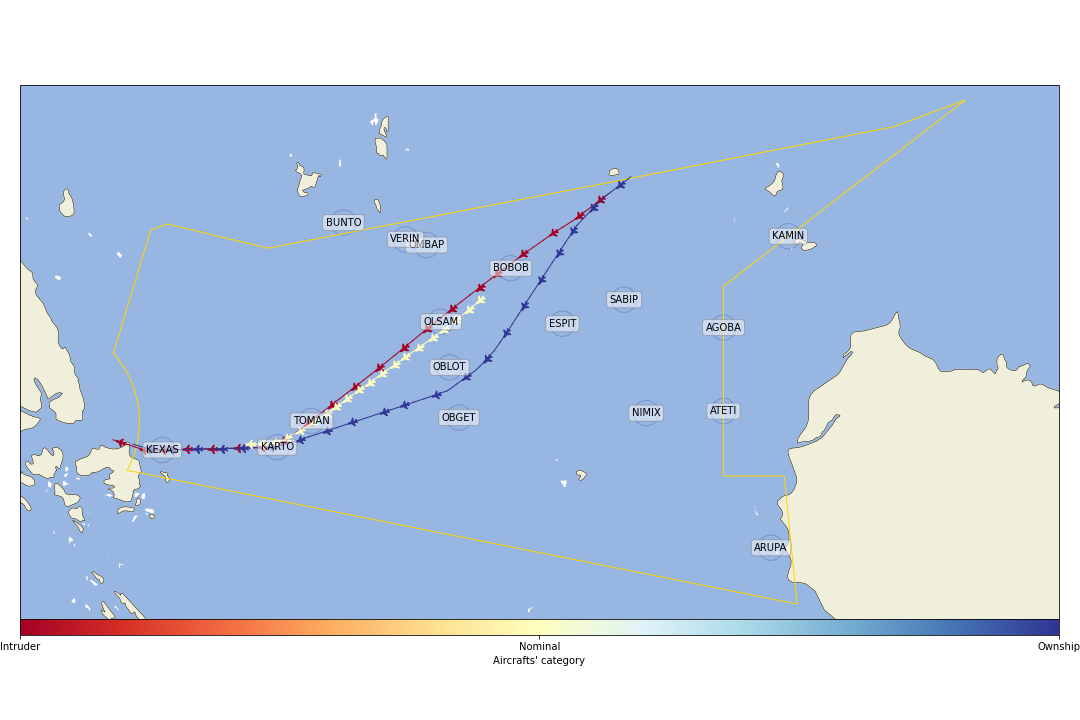 BUNTO
VERIN
KAMIN
BOBOB
SABIP
OLSAM
ESPIT
AGOBA
OBLOT
NIMIX
ATETI
OBGET
TOMAN
KEXAS
KARTO
ARUPA
Intruder
Nominal
Ownship
Aircrafts' category